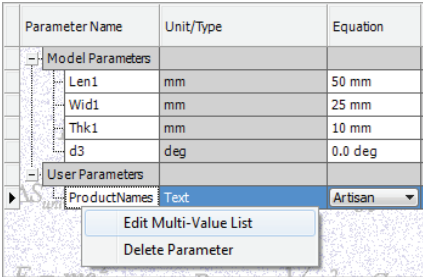 Parameter Name Unit/Type Equation
Model Parameters
Len1 mm 50 mm
Wid1 mm 25 mm
Thk1 mm 10 mm
d3 deg 0.0 deg
User Parameters
ProductNames Text Artisan
Edit Multi-Value List
Delete Parameter